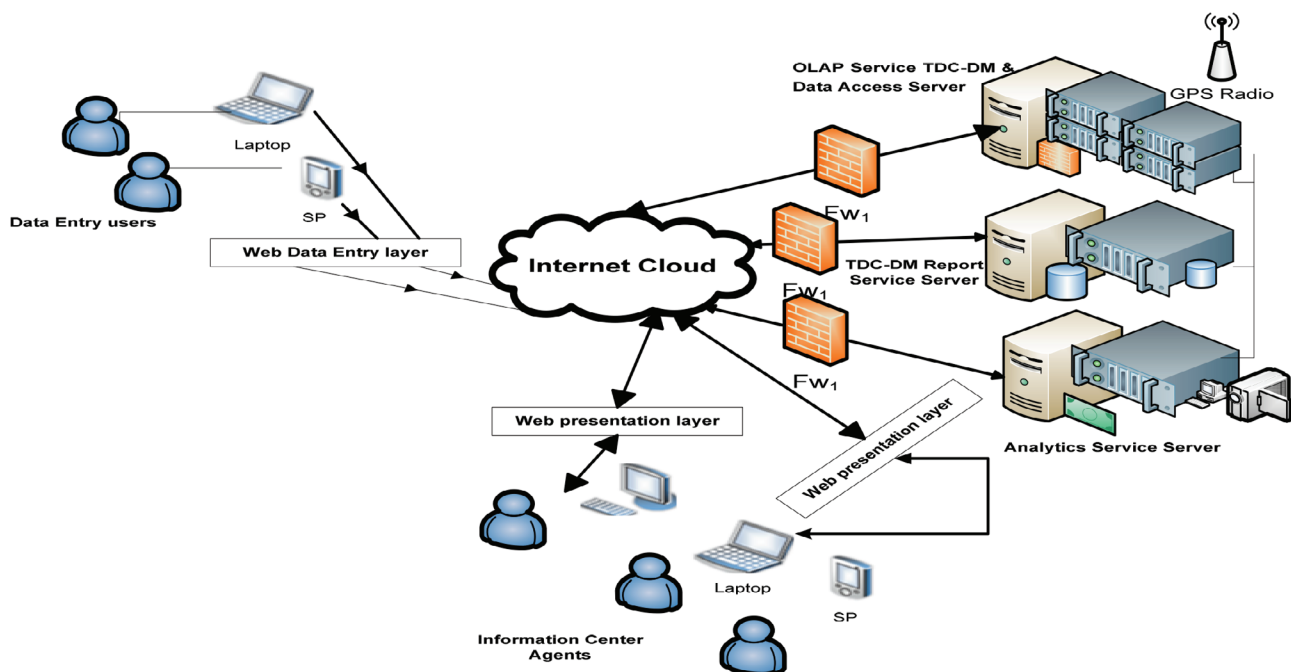 OLAP Service TDC-DM &
Data Access Server
GPS Radio
Laptop
SP
Data Entry users
Web Data Entry layer
Internet Cloud
Fw₁
TDC-DM Report
Service Server
Fw₁
Fw₁
Web presentation layer
Web presentation layer
Analytics Service Server
Laptop
SP
Information Center
Agents